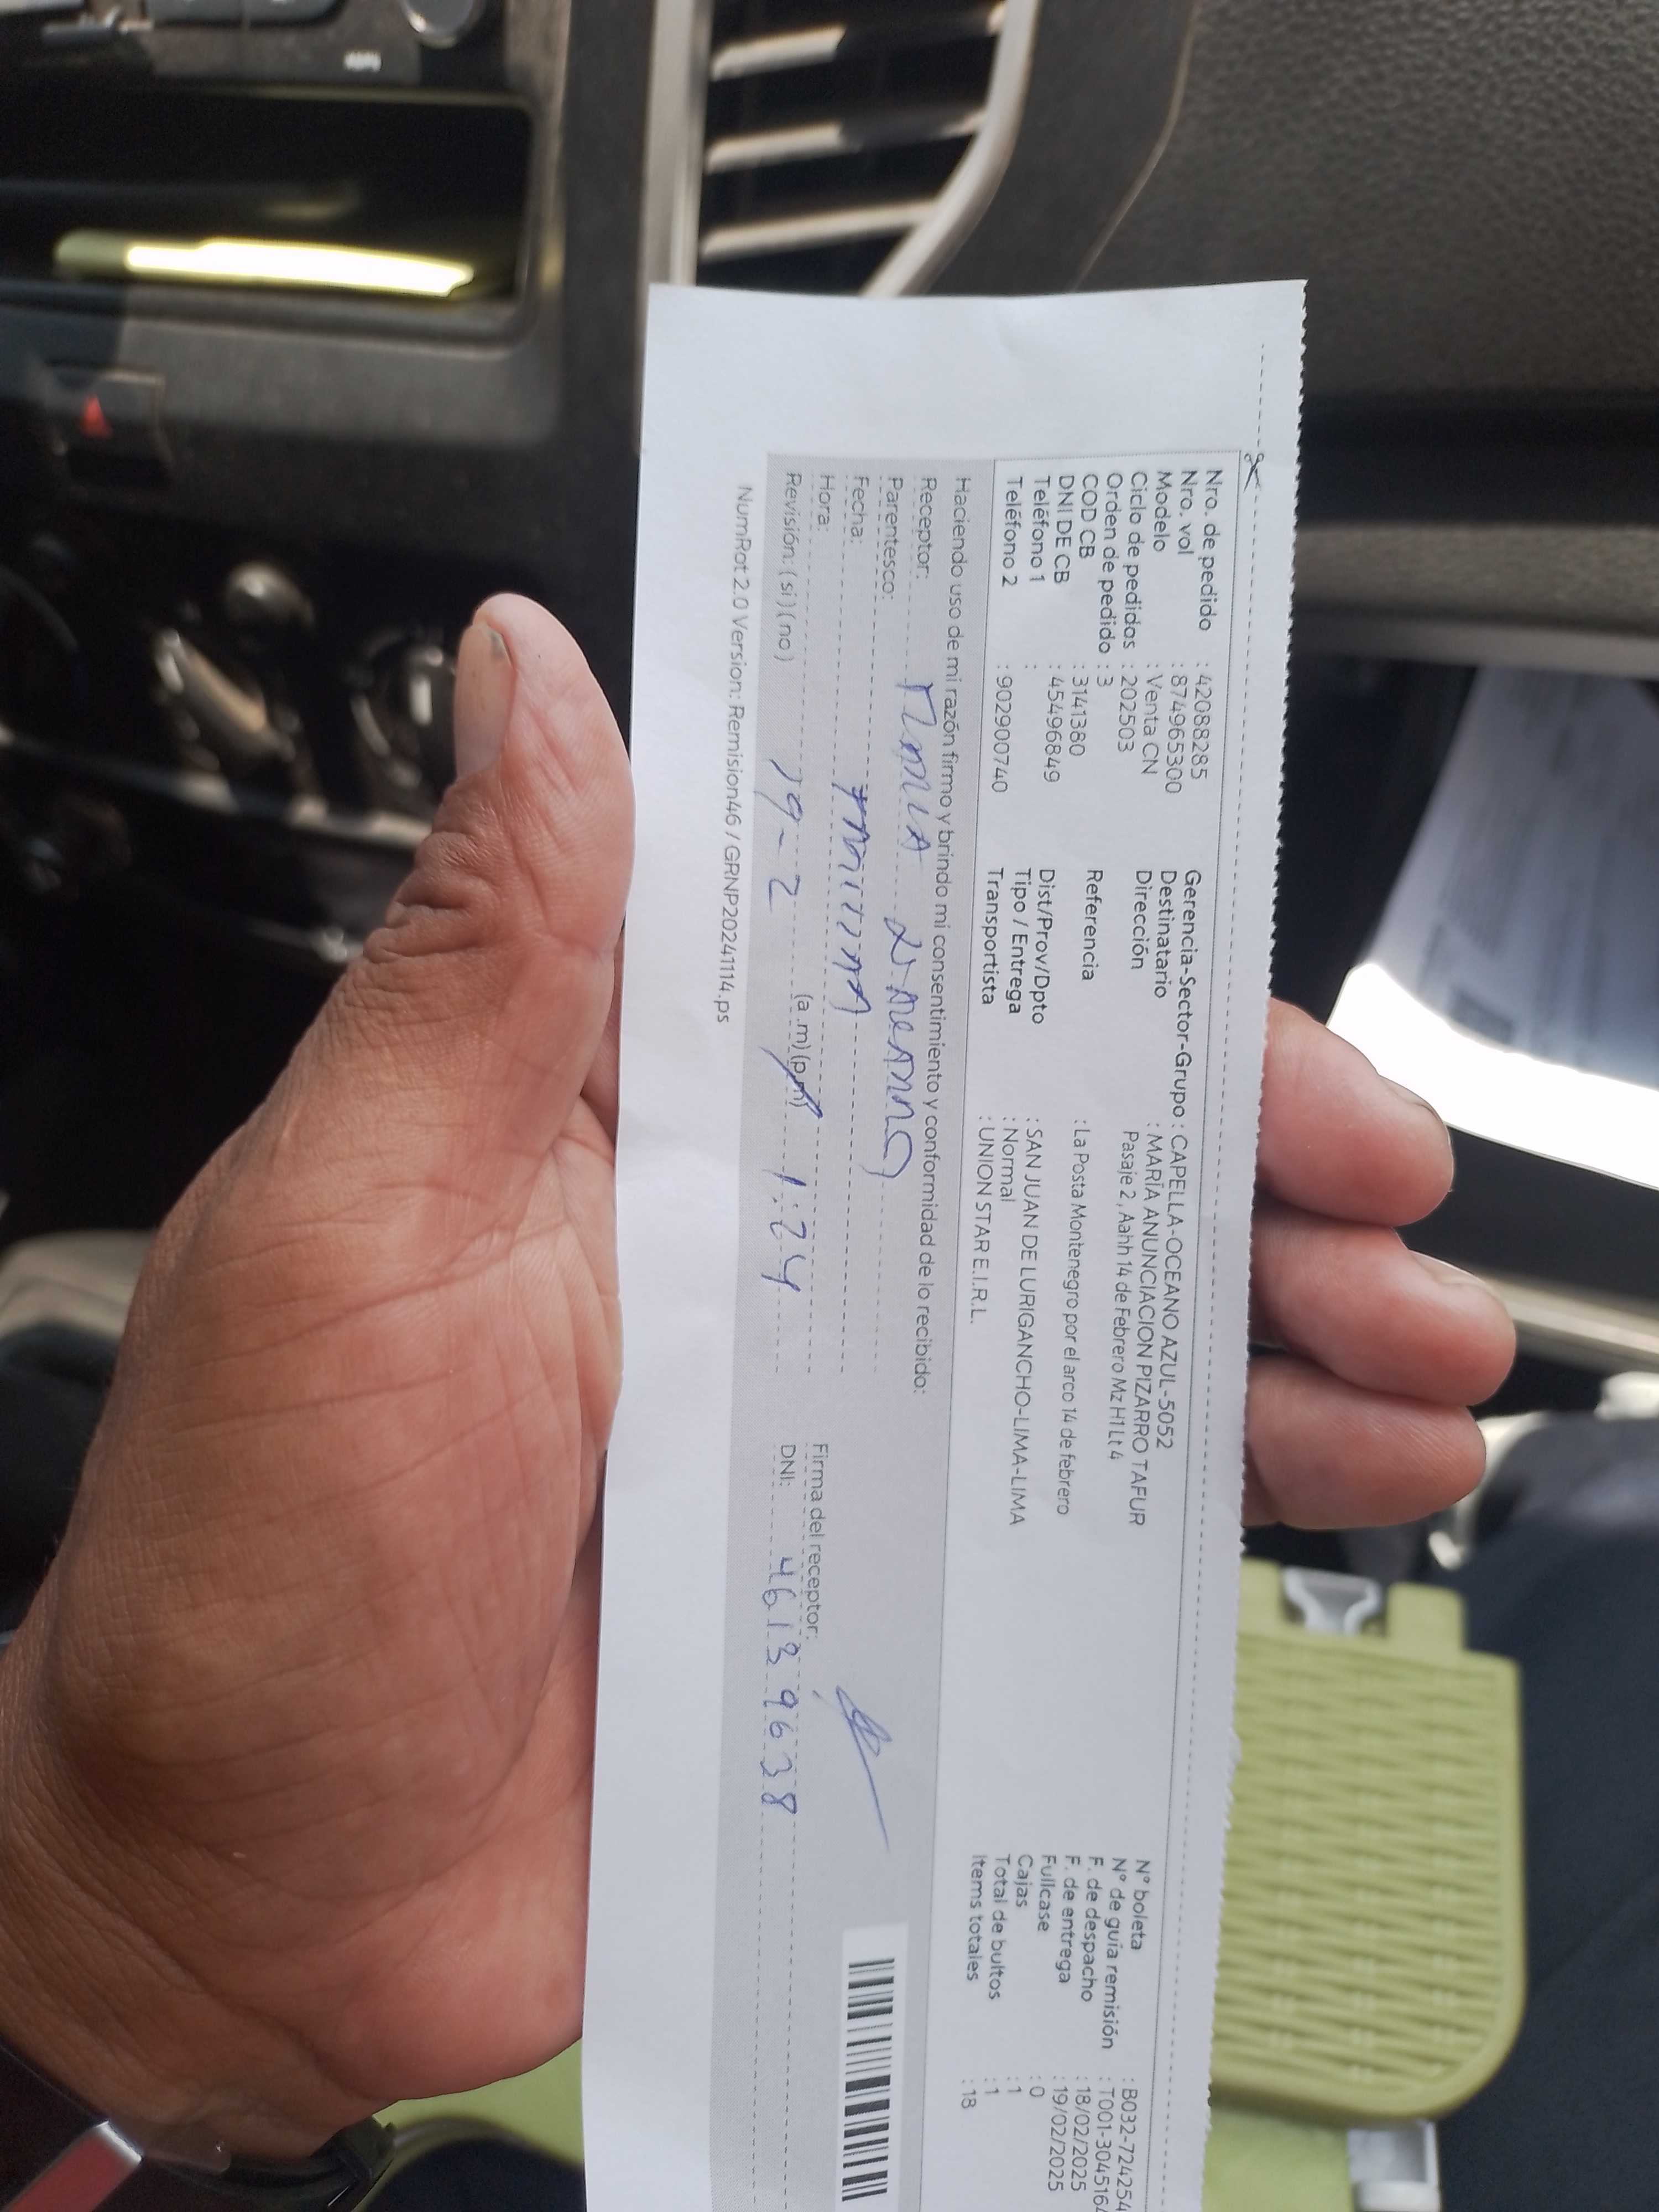 Nro. de pedido : 42088285
Nro. vol : 8749965300
Modelo : Venta CN
Ciclo de pedidos : 202503
Orden de pedido : 3
COD CB : 3141380
DNI DE CB : 45496849
Teléfono 1 :
Teléfono 2 : 902900740
Gerencia-Sector-Grupo : CAPELLA-OCEANO AZUL-5052
Destinatario : MARIA ANUNCIACION PIZARRO TAFUR
Dirección Pasaje 2 , Aahh 14 de Febrero Mz H1 Lt 4
Referencia : La Posta Montenegro por el arco 14 de febrero
Dist/Prov/Dpto : SAN JUAN DE LURIGANCHO-LIMA-LIMA
Tipo / Entrega : Normal
Transportista : UNION STAR E.I.R.L.
N° boleta : B032-724254
N° de guía remisión : T001-3045164
F. de despacho : 18/02/2025
F. de entrega : 19/02/2025
Fullcase : 0
Cajas : 1
Total de bultos : 1
Items totales : 18
Haciendo uso de mi razón firmo y brindo mi consentimiento y conformidad de lo recibido:
Receptor:
Parentesco:
Fecha:
Hora: (a.m) (p.m)
Revisión: (si) (no) 19-2 1:24
Firma del receptor:
DNI: 46139638
NumRot 2.0 Version: Remision46 / GRNP20241114.ps